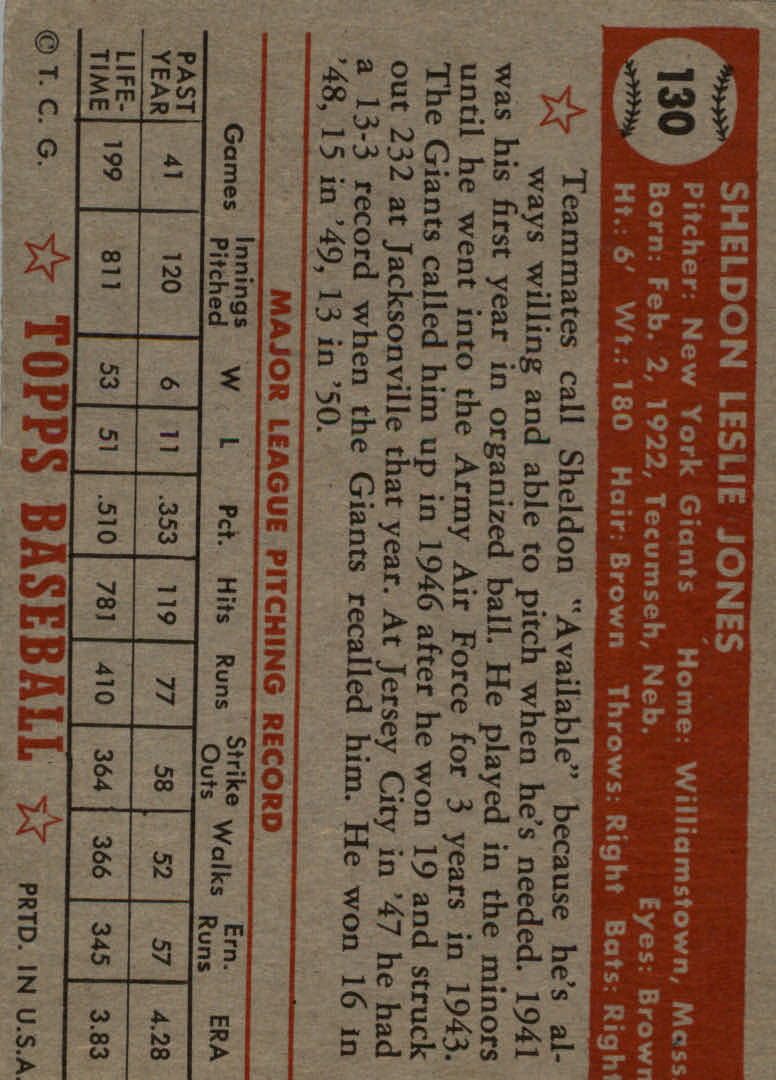 130
SHELDON LESLIE JONES
Pitcher: New York Giants Home: Williamstown, Mass
Born: Feb. 2, 1922, Tecumseh, Neb. Eyes: Brown
Ht.: 6' Wt.: 180 Hair: Brown Throws: Right Bats: Right
Teammates call Sheldon "Available" because he's al-
ways willing and able to pitch when he's needed. 1941
was his first year in organized ball. He played in the minors
until he went into the Army Air Force for 3 years in 1943.
The Giants called him up in 1946 after he won 19 and struck
out 232 at Jacksonville that year. At Jersey City in '47 he had
a 13-3 record when the Giants recalled him. He won 16 in
'48, 15 in '49, 13 in '50.
MAJOR LEAGUE PITCHING RECORD
Games Innings Pitched W L Pct. Hits Runs Strike Outs Walks Ern. Runs ERA
PAST YEAR 41 120 6 11 .353 119 77 58 52 57 4.28
LIFE-TIME 199 811 53 51 .510 781 410 364 366 345 3.83
© T. C. G. TOPPS BASEBALL PRTD. IN U.S.A.